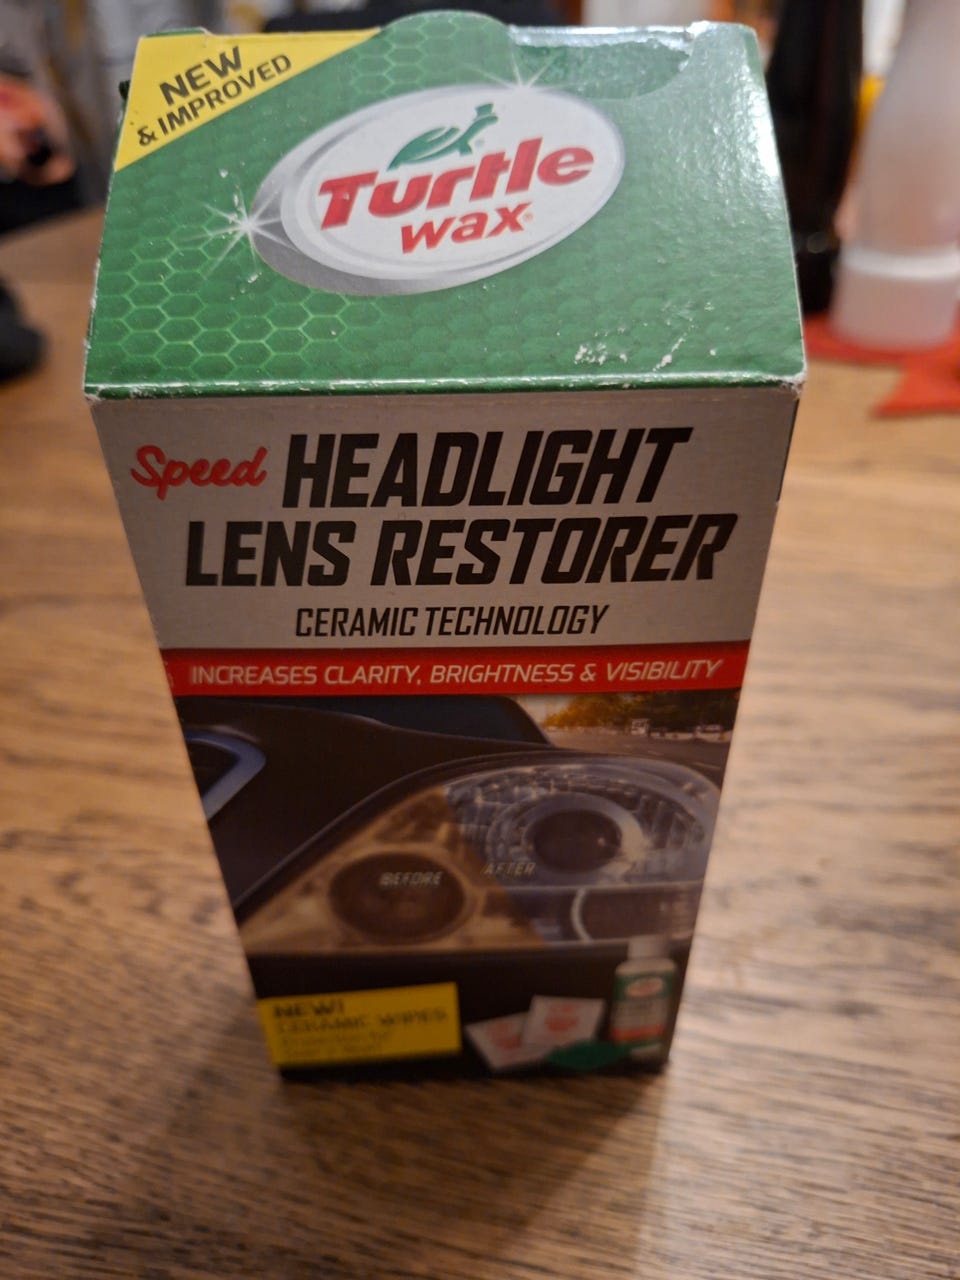 NEW
& IMPROVED
Turtle
wax
Speed HEADLIGHT
LENS RESTORER
CERAMIC TECHNOLOGY
INCREASES CLARITY, BRIGHTNESS & VISIBILITY
BEFORE
AFTER
NEW!
CERAMIC WIPES